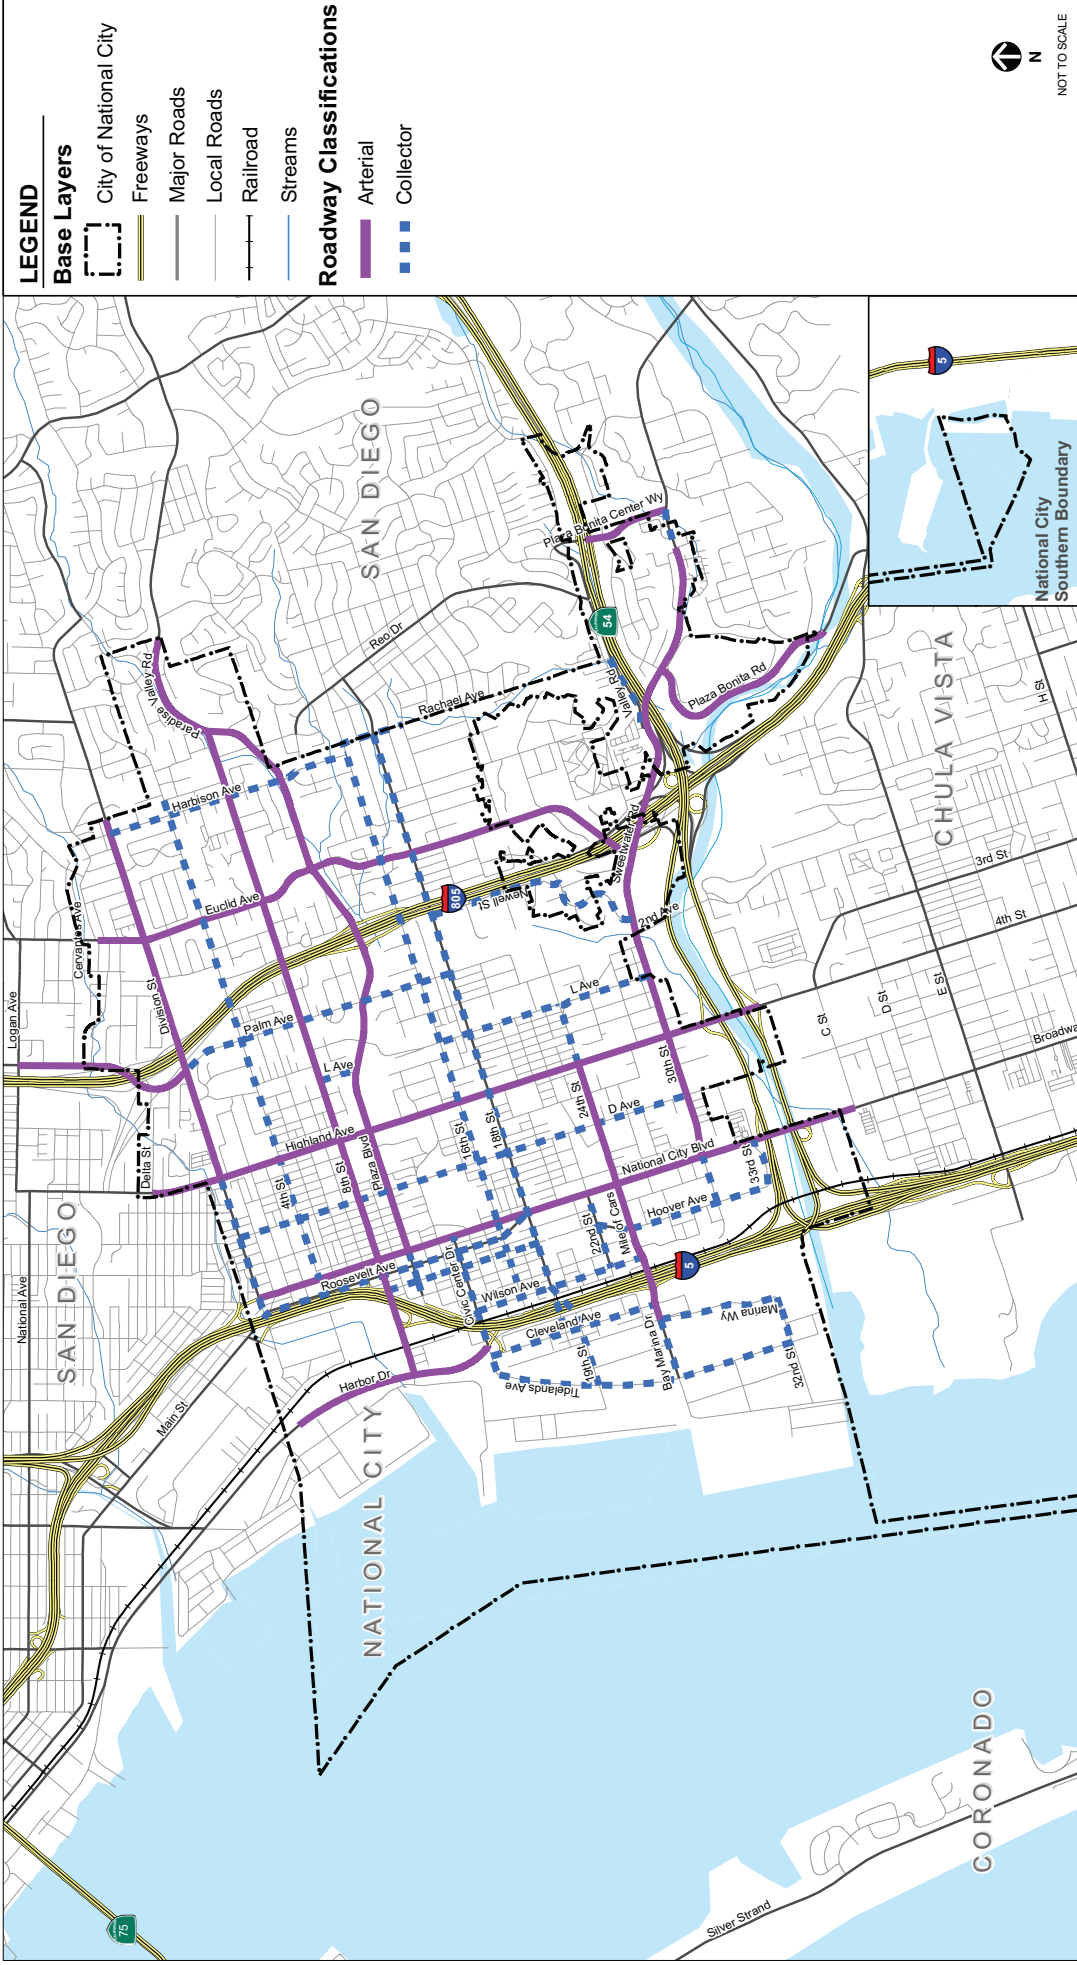 LEGEND
Base Layers
City of National City
Freeways
Major Roads
Local Roads
Railroad
Streams
Roadway Classifications
Arterial
Collector
N
NOT TO SCALE
SAN DIEGO
SAN DIEGO
NATIONAL CITY
CHULA VISTA
CORONADO
National City
Southern Boundary
5
5
805
54
75
Logan Ave
Cervantes Ave
Division St
Delta St
National Ave
Main St
Harbor Dr
Paradise Valley Rd
Harbison Ave
Euclid Ave
Palm Ave
L Ave
Highland Ave
4th St
8th St
Plaza Blvd
Roosevelt Ave
Reo Dr
Rachael Ave
Newell St
16th St
18th St
Civic Center Dr
Wilson Ave
Cleveland Ave
Tidelands Ave
19th St
22nd St
Mile of Cars
Bay Marina Dr
Marina Wy
32nd St
24th St
D Ave
L Ave
30th St
National City Blvd
Hoover Ave
33rd St
2nd Ave
Sweetwater Rd
Valley Rd
Plaza Bonita Rd
Plaza Bonita Center Wy
C St
D St
E St
H St
3rd St
4th St
Broadwa
Silver Strand